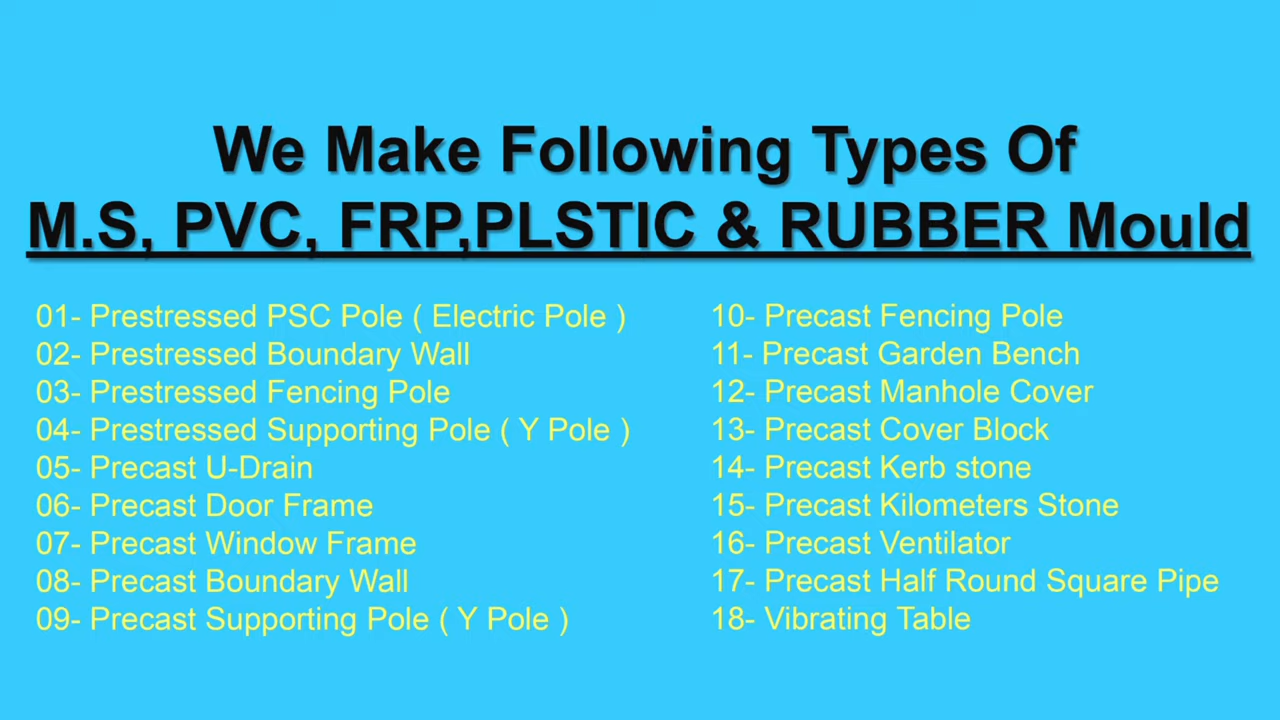 We Make Following Types Of
M.S, PVC, FRP,PLSTIC & RUBBER Mould
01- Prestressed PSC Pole ( Electric Pole )
02- Prestressed Boundary Wall
03- Prestressed Fencing Pole
04- Prestressed Supporting Pole ( Y Pole )
05- Precast U-Drain
06- Precast Door Frame
07- Precast Window Frame
08- Precast Boundary Wall
09- Precast Supporting Pole ( Y Pole )
10- Precast Fencing Pole
11- Precast Garden Bench
12- Precast Manhole Cover
13- Precast Cover Block
14- Precast Kerb stone
15- Precast Kilometers Stone
16- Precast Ventilator
17- Precast Half Round Square Pipe
18- Vibrating Table